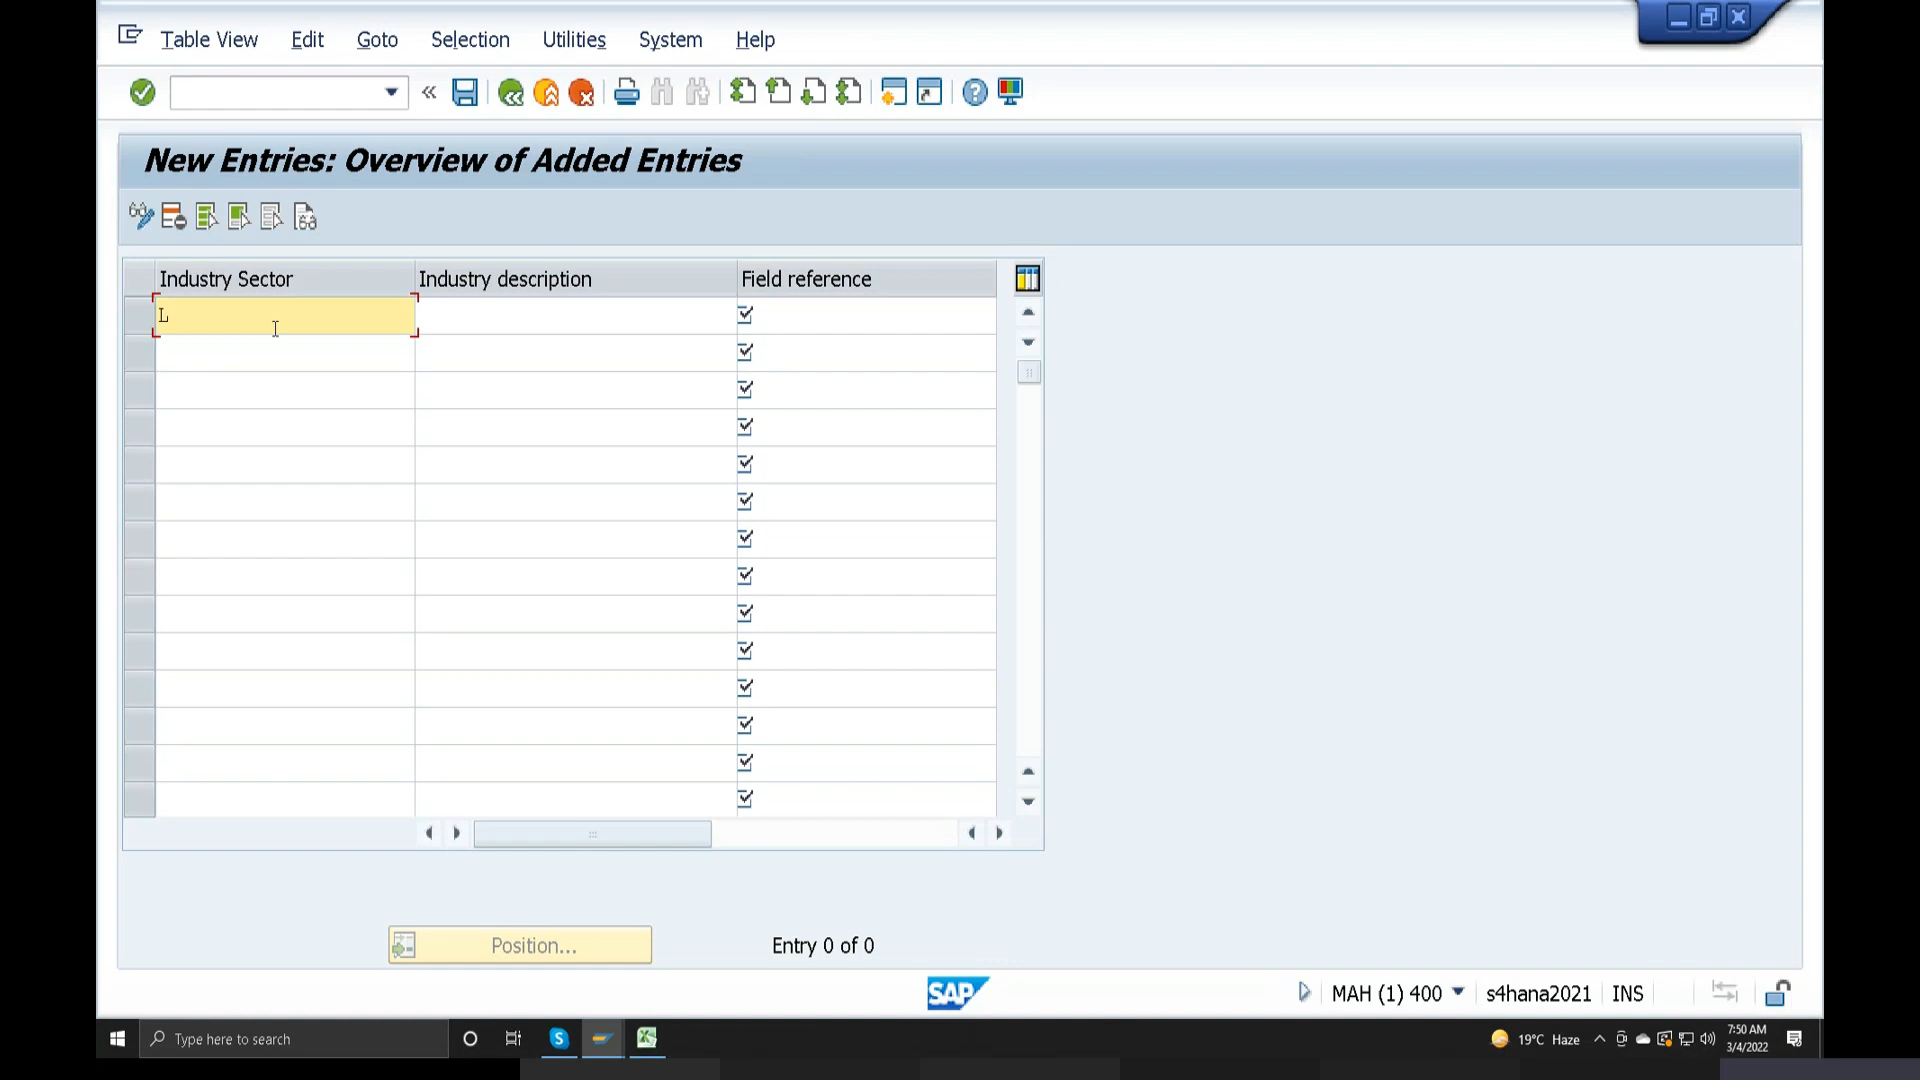 Table View Edit Goto Selection Utilities System Help
New Entries: Overview of Added Entries
Industry Sector Industry description Field reference
L
Position... Entry 0 of 0
SAP MAH (1) 400 s4hana2021 INS
Type here to search 19°C Haze 7:50 AM
3/4/2022